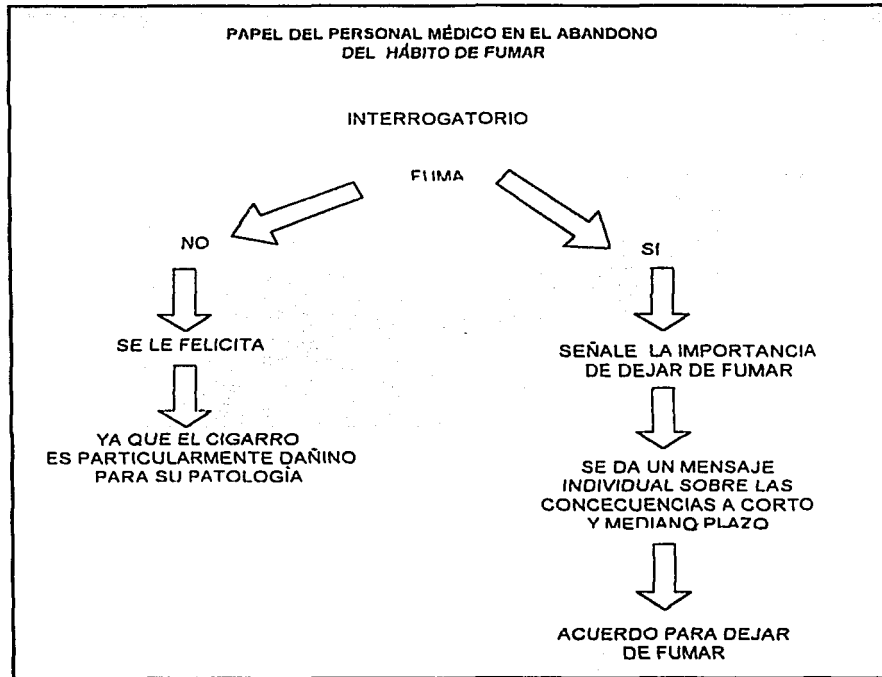 PAPEL DEL PERSONAL MÉDICO EN EL ABANDONO
DEL HÁBITO DE FUMAR
INTERROGATORIO
FUMA
NO
SÍ
SE LE FELICITA
YA QUE EL CIGARRO
ES PARTICULARMENTE DAÑINO
PARA SU PATOLOGÍA
SEÑALE LA IMPORTANCIA
DE DEJAR DE FUMAR
SE DA UN MENSAJE
INDIVIDUAL SOBRE LAS
CONCECUENCIAS A CORTO
Y MEDIANO PLAZO
ACUERDO PARA DEJAR
DE FUMAR